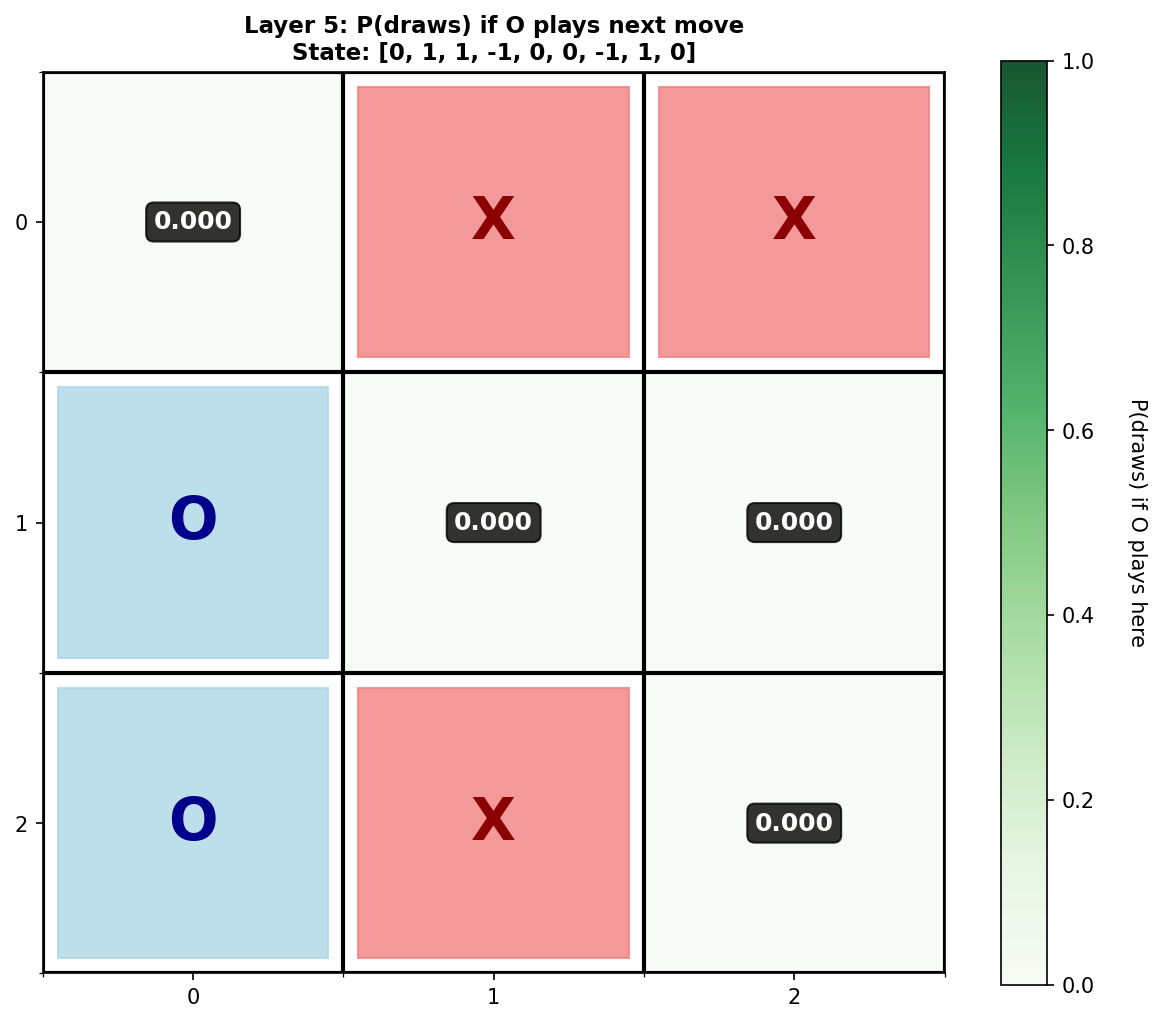 Layer 5: P(draws) if O plays next move
State: [0, 1, 1, -1, 0, 0, -1, 1, 0]
0
0.000
X
X
1
O
0.000
0.000
2
O
X
0.000
0
1
2
1.0
0.8
0.6
0.4
0.2
0.0
P(draws) if O plays here